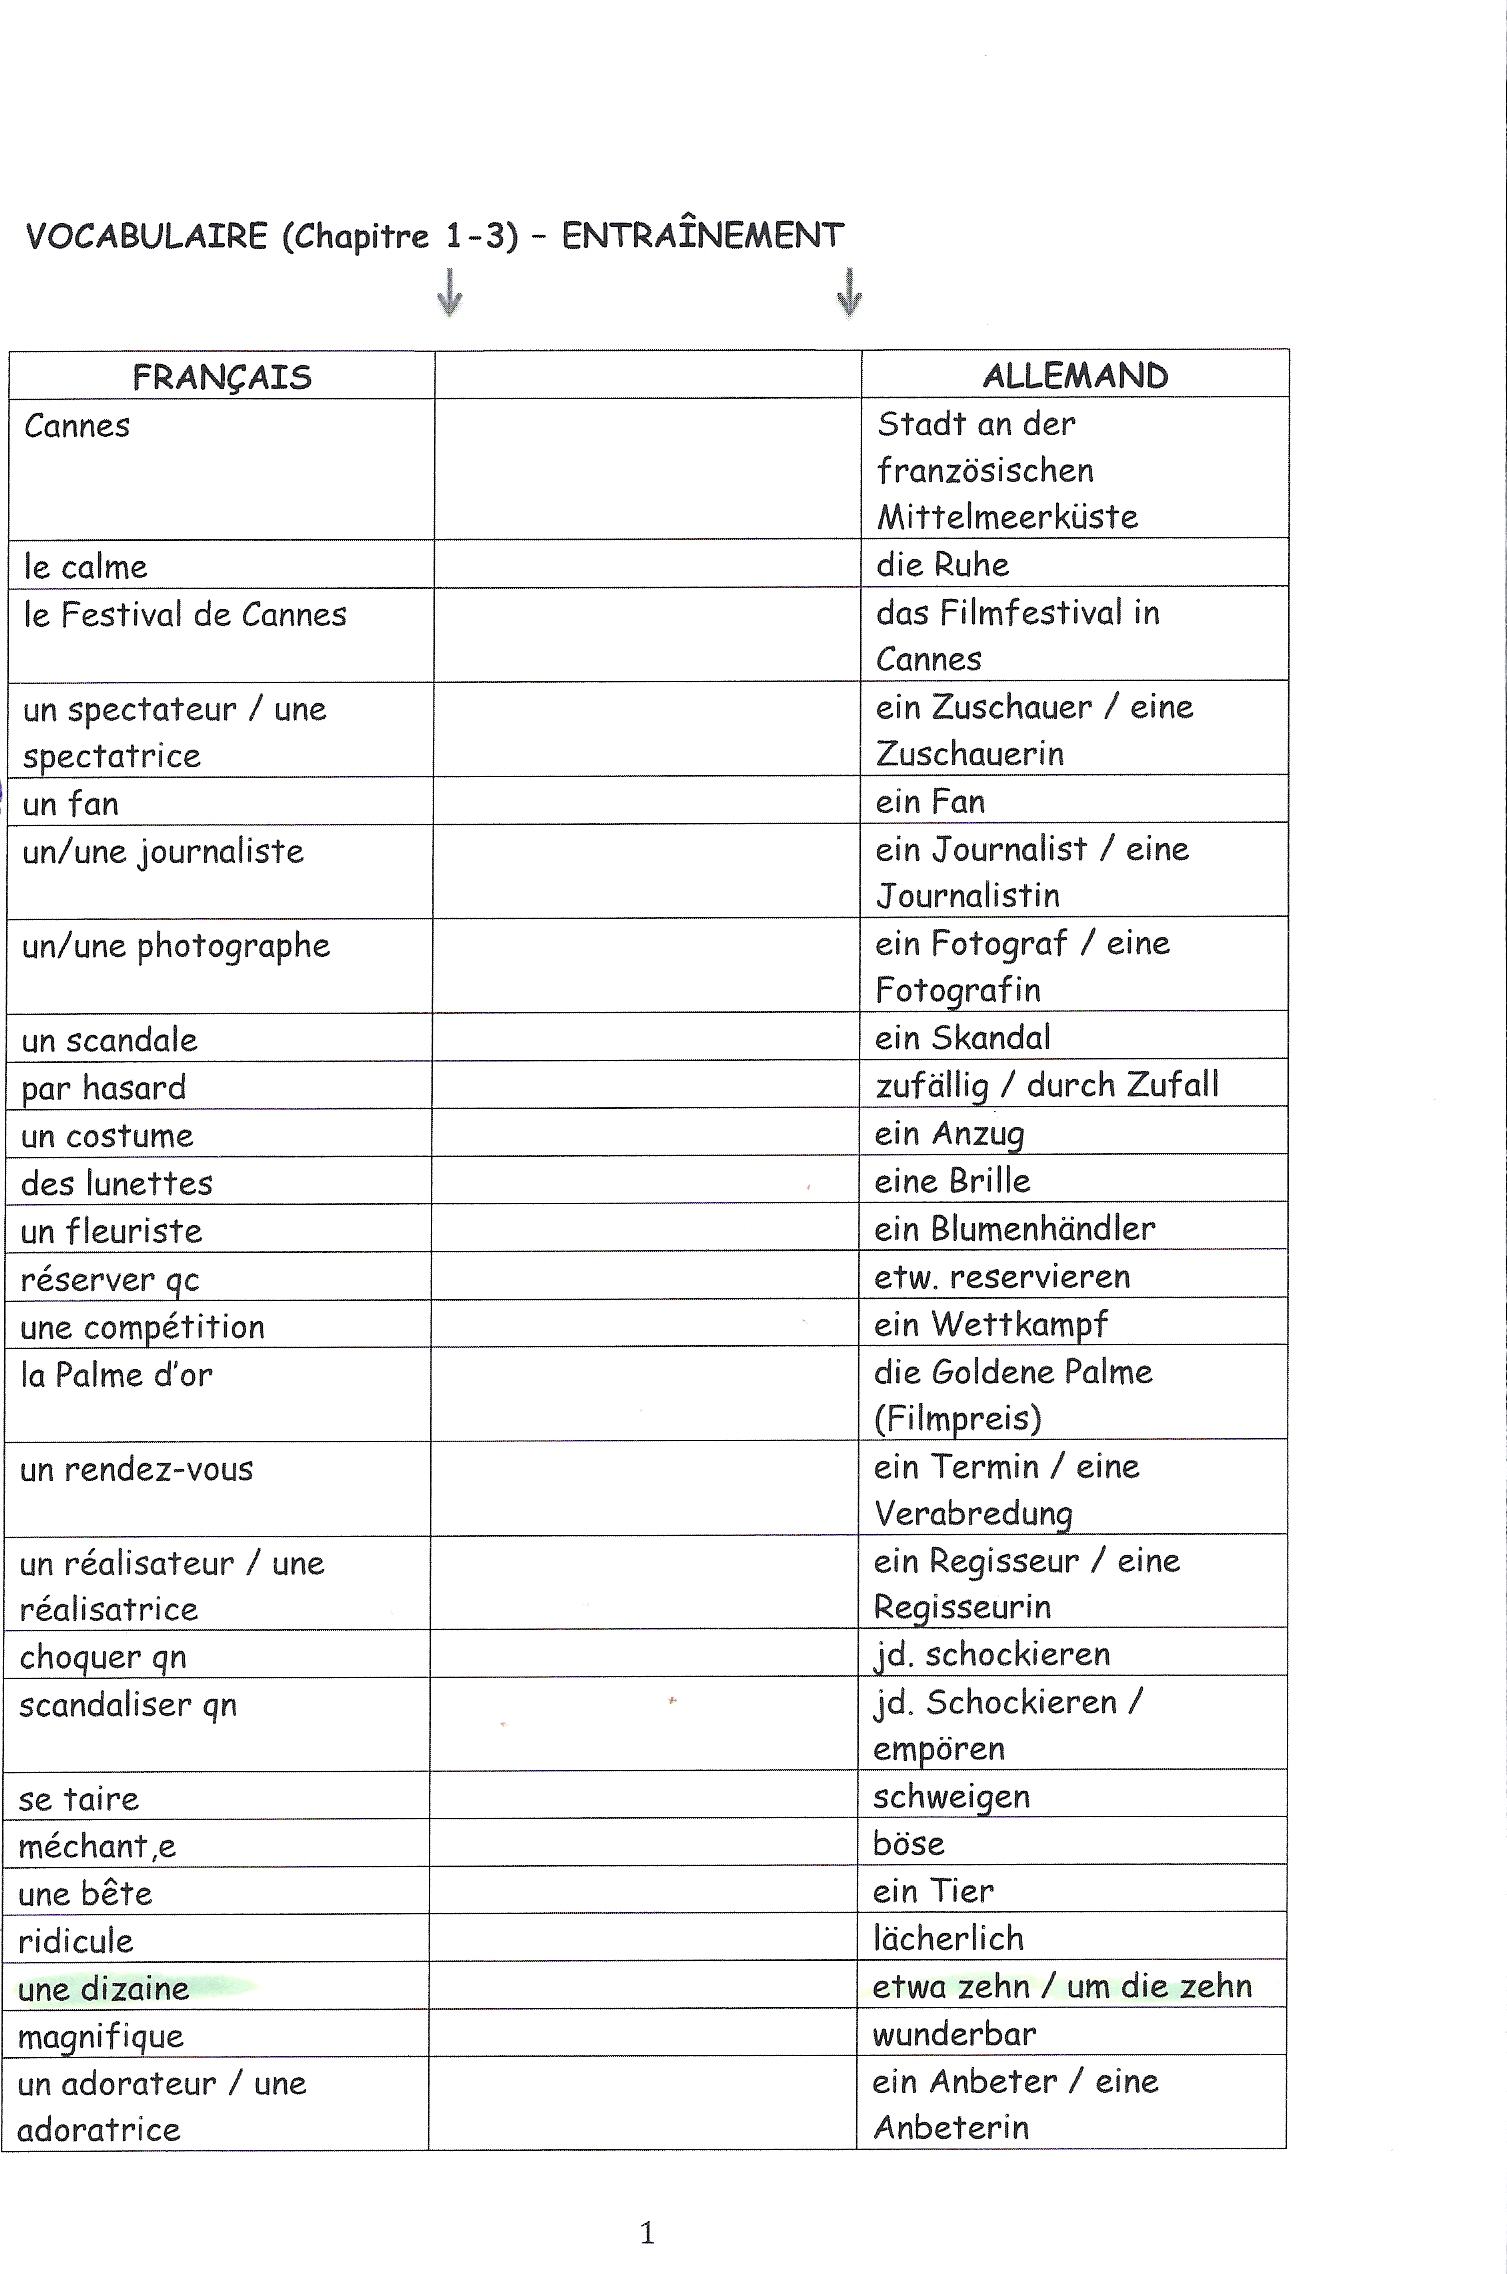 VOCABULAIRE (Chapitre 1-3) - ENTRAÎNEMENT
FRANÇAIS ALLEMAND
Cannes Stadt an der
französischen
Mittelmeerküste
le calme die Ruhe
le Festival de Cannes das Filmfestival in
Cannes
un spectateur / une ein Zuschauer / eine
spectatrice Zuschauerin
un fan ein Fan
un/une journaliste ein Journalist / eine
Journalistin
un/une photographe ein Fotograf / eine
Fotografin
un scandale ein Skandal
par hasard zufällig / durch Zufall
un costume ein Anzug
des lunettes eine Brille
un fleuriste ein Blumenhändler
réserver qc etw. reservieren
une compétition ein Wettkampf
la Palme d'or die Goldene Palme
(Filmpreis)
un rendez-vous ein Termin / eine
Verabredung
un réalisateur / une ein Regisseur / eine
réalisatrice Regisseurin
choquer qn jd. schockieren
scandaliser qn jd. Schockieren /
empören
se taire schweigen
méchant,e böse
une bête ein Tier
ridicule lächerlich
une dizaine etwa zehn / um die zehn
magnifique wunderbar
un adorateur / une ein Anbeter / eine
adoratrice Anbeterin
1